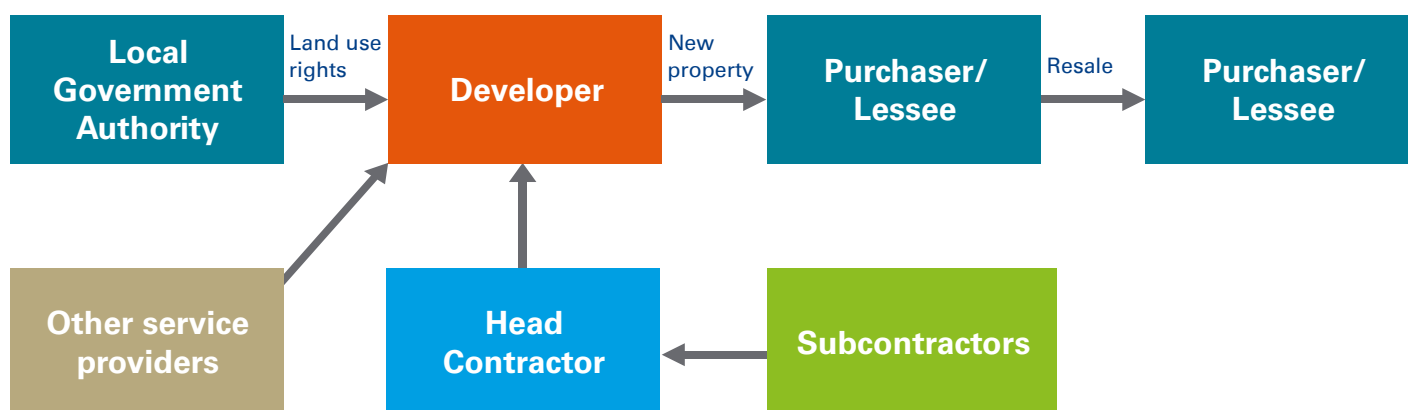 Local
Government
Authority
Land use
rights
Developer
New
property
Purchaser/
Lessee
Resale
Purchaser/
Lessee
Other service
providers
Head
Contractor
Subcontractors